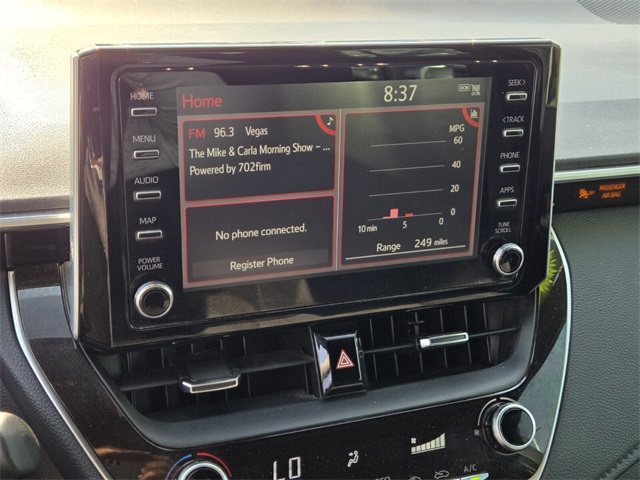 HOME
MENU
AUDIO
MAP
POWER
VOLUME
Home
8:37
FM 96.3 Vegas
The Mike & Carla Morning Show – ...
Powered by 702firm
No phone connected.
Register Phone
MPG
60
40
20
0
10 min 5 0
Range 249 miles
SEEK>
<TRACK
PHONE
APPS
TUNE
SCROLL
PASSENGER
AIR BAG
LO
A/C